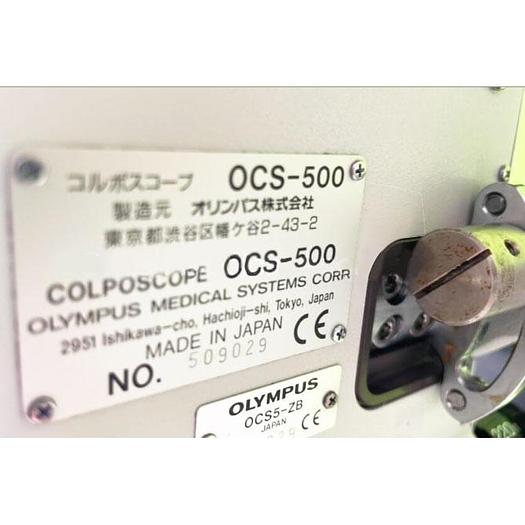 コルポスコープ OCS-500
製造元 オリンパス株式会社
東京都渋谷区幡ケ谷2-43-2
COLPOSCOPE OCS-500
OLYMPUS MEDICAL SYSTEMS CORP
2951 Ishikawa-cho, Hachioji-shi, Tokyo, Japan
MADE IN JAPAN CE
NO. 509029
OLYMPUS
OCS5-ZB
JAPAN CE